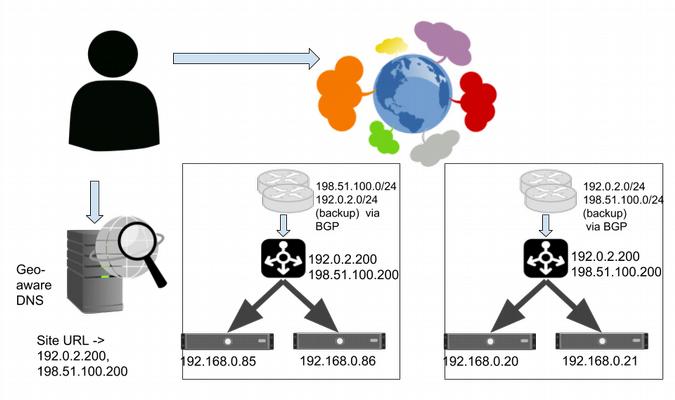 198.51.100.0/24
192.0.2.0/24
(backup) via
BGP
192.0.2.0/24
198.51.100.0/24
(backup)
via BGP
192.0.2.200
198.51.100.200
192.0.2.200
198.51.100.200
Geo-
aware
DNS
Site URL ->
192.0.2.200,
198.51.100.200
192.168.0.85
192.168.0.86
192.168.0.20
192.168.0.21